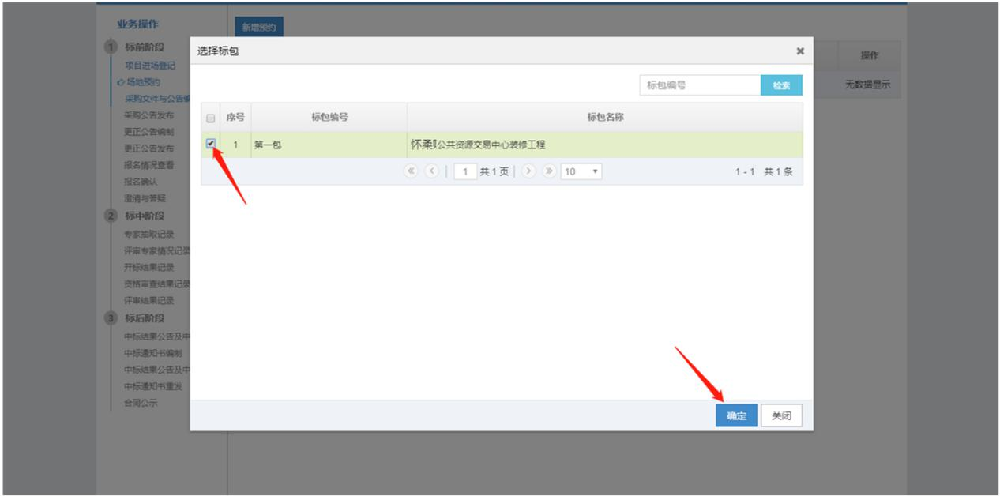 业务操作
新增预约
1 标前阶段
项目进场登记
场地预约
采购文件与公告编
采购公告发布
更正公告编制
更正公告发布
报名情况查看
报名确认
澄清与答疑
2 标中阶段
专家抽取记录
评审专家情况记录
开标结果记录
资格审查结果记录
评审结果记录
3 标后阶段
中标结果公告及中
中标通知书编制
中标结果公告及中
中标通知书重发
合同公示
选择标包
标包编号 检索
序号 标包编号 标包名称
1 第一包 怀柔公共资源交易中心装修工程
1 共1页 10 1 - 1 共1条
确定 关闭
操作
无数据显示